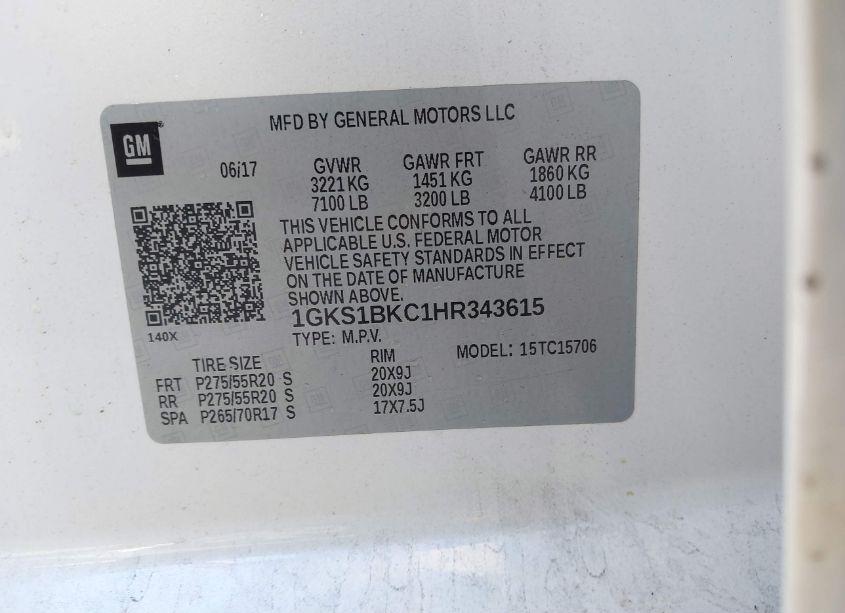 MFD BY GENERAL MOTORS LLC
GM
06/17 GVWR GAWR FRT GAWR RR
3221 KG 1451 KG 1860 KG
7100 LB 3200 LB 4100 LB
THIS VEHICLE CONFORMS TO ALL
APPLICABLE U.S. FEDERAL MOTOR
VEHICLE SAFETY STANDARDS IN EFFECT
ON THE DATE OF MANUFACTURE
SHOWN ABOVE.
1GKS1BKC1HR343615
140X
TYPE: M.P.V.
TIRE SIZE RIM MODEL: 15TC15706
FRT P275/55R20 S 20X9J
RR P275/55R20 S 20X9J
SPA P265/70R17 S 17X7.5J